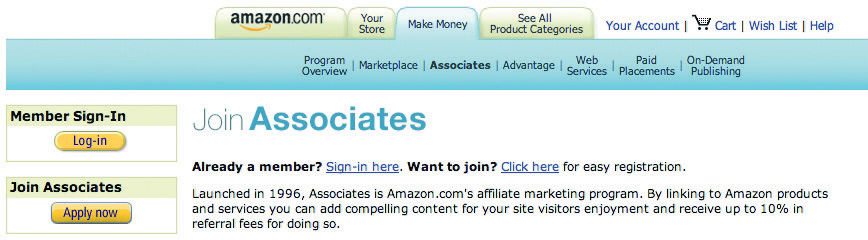 amazon.com
Your Store
Make Money
See All Product Categories
Your Account | Cart | Wish List | Help
Program Overview | Marketplace | Associates | Advantage | Web Services | Paid Placements | On-Demand Publishing
Member Sign-In
Log-in
Join Associates
Apply now
Join Associates
Already a member? Sign-in here. Want to join? Click here for easy registration.
Launched in 1996, Associates is Amazon.com's affiliate marketing program. By linking to Amazon products
and services you can add compelling content for your site visitors enjoyment and receive up to 10% in
referral fees for doing so.